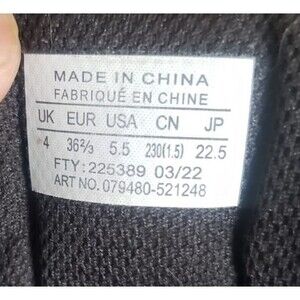 MADE IN CHINA
FABRIQUÉ EN CHINE
UK EUR USA CN JP
4 36⅔ 5.5 230(1.5) 22.5
FTY: 225389 03/22
ART NO. 079480-521248